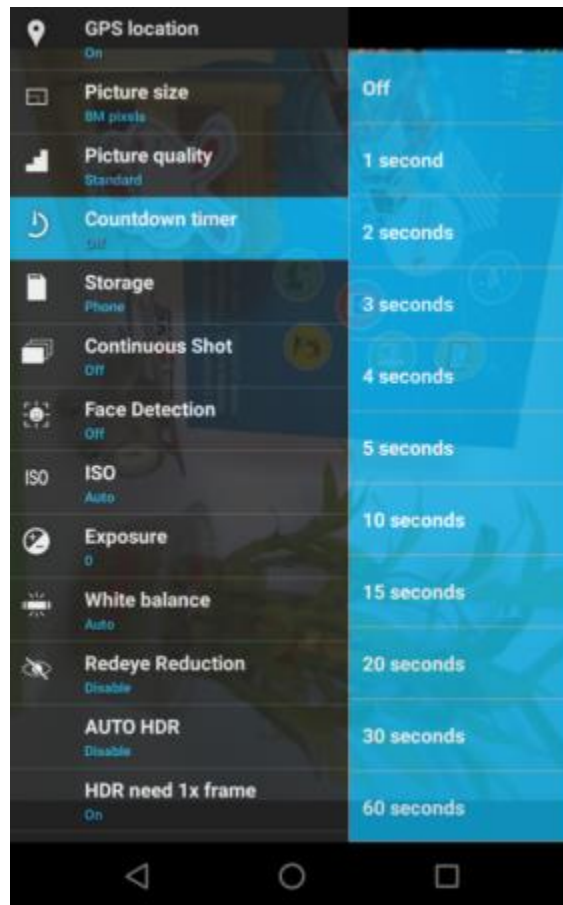 GPS location
On
Picture size
8M pixels
Picture quality
Standard
Countdown timer
Off
Storage
Phone
Continuous Shot
Off
Face Detection
Off
ISO
ISO
Auto
Exposure
0
White balance
Auto
Redeye Reduction
Disable
AUTO HDR
Disable
HDR need 1x frame
On
Off
1 second
2 seconds
3 seconds
4 seconds
5 seconds
10 seconds
15 seconds
20 seconds
30 seconds
60 seconds